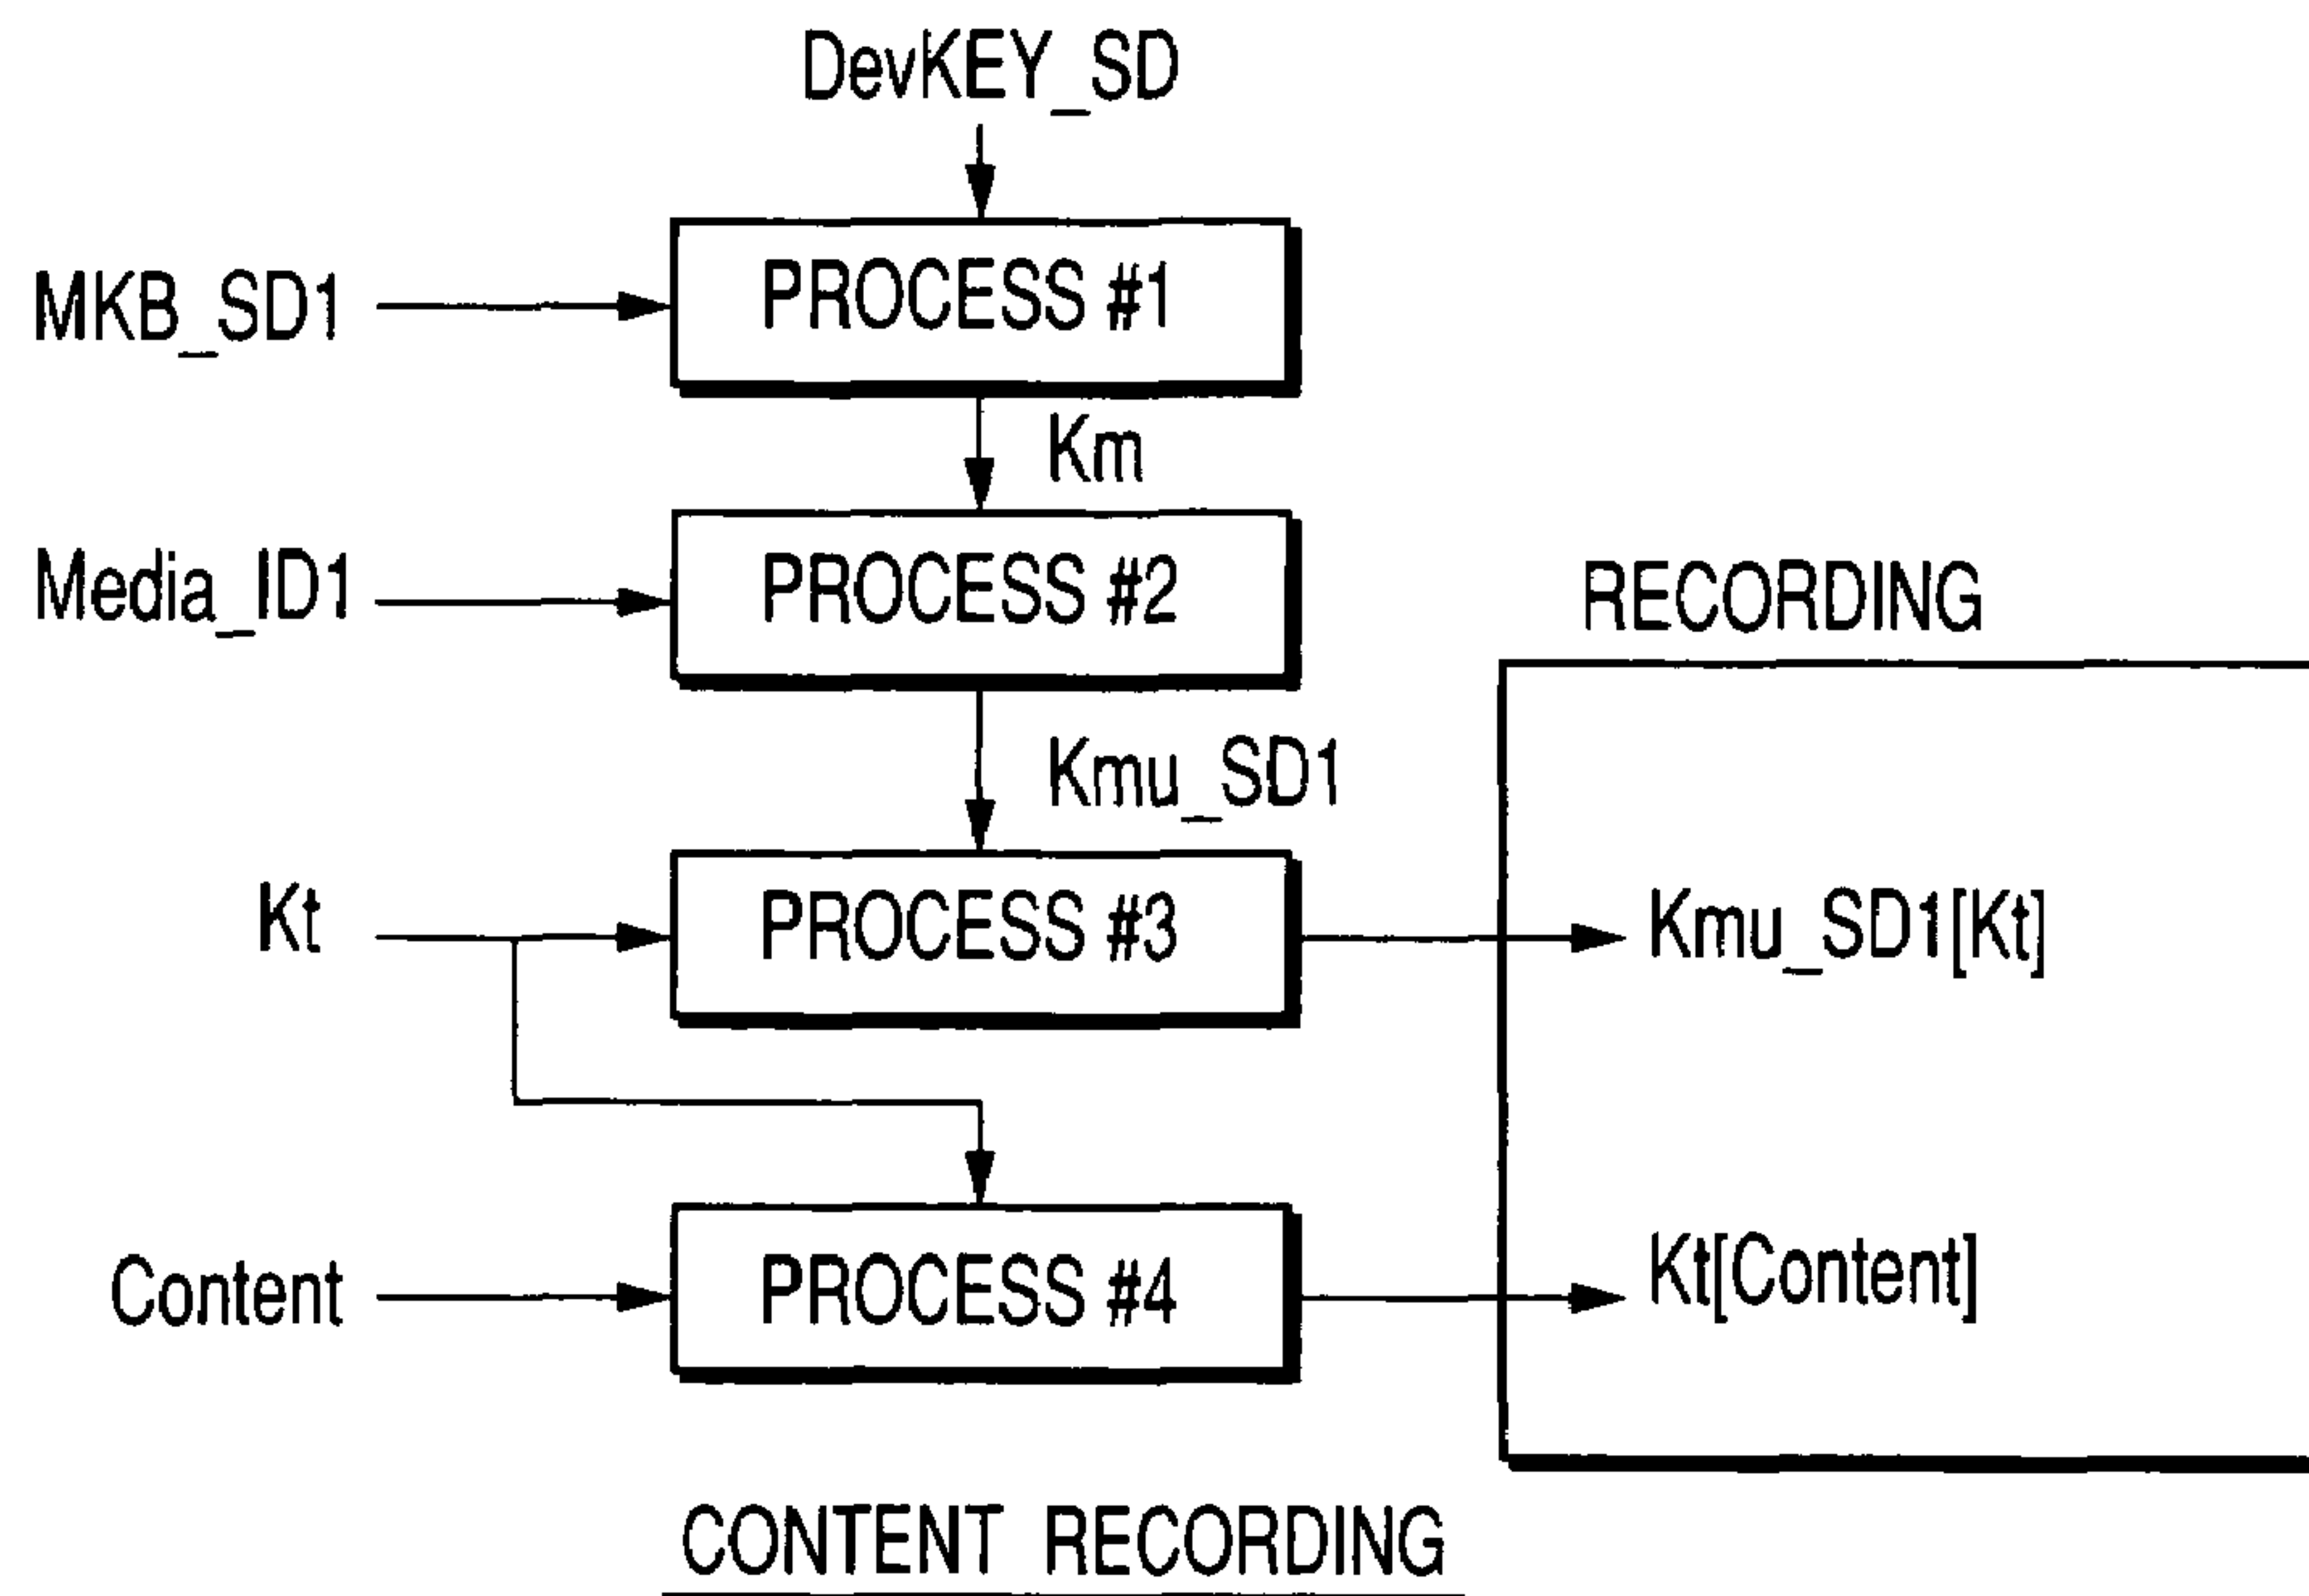 DevKEY_SD
MKB_SD1
PROCESS #1
Km
Media_ID1
PROCESS #2
RECORDING
Kmu_SD1
Kt
PROCESS #3
Kmu_SD1[Kt]
Content
PROCESS #4
Kt[Content]
CONTENT RECORDING